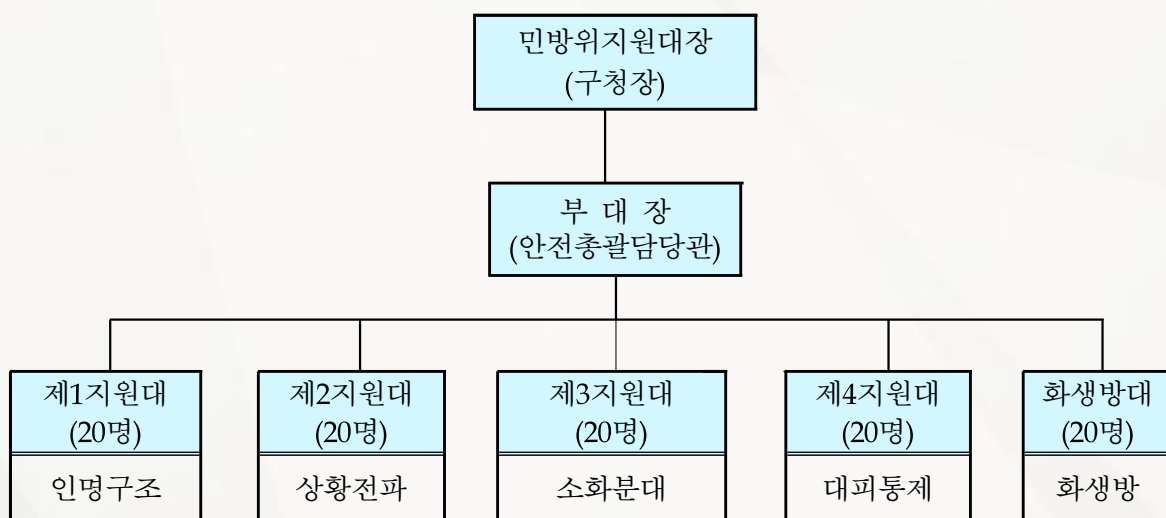 민방위지원대장
(구청장)
부 대 장
(안전총괄담당관)
제1지원대
(20명)
인명구조
제2지원대
(20명)
상황전파
제3지원대
(20명)
소화분대
제4지원대
(20명)
대피통제
화생방대
(20명)
화생방